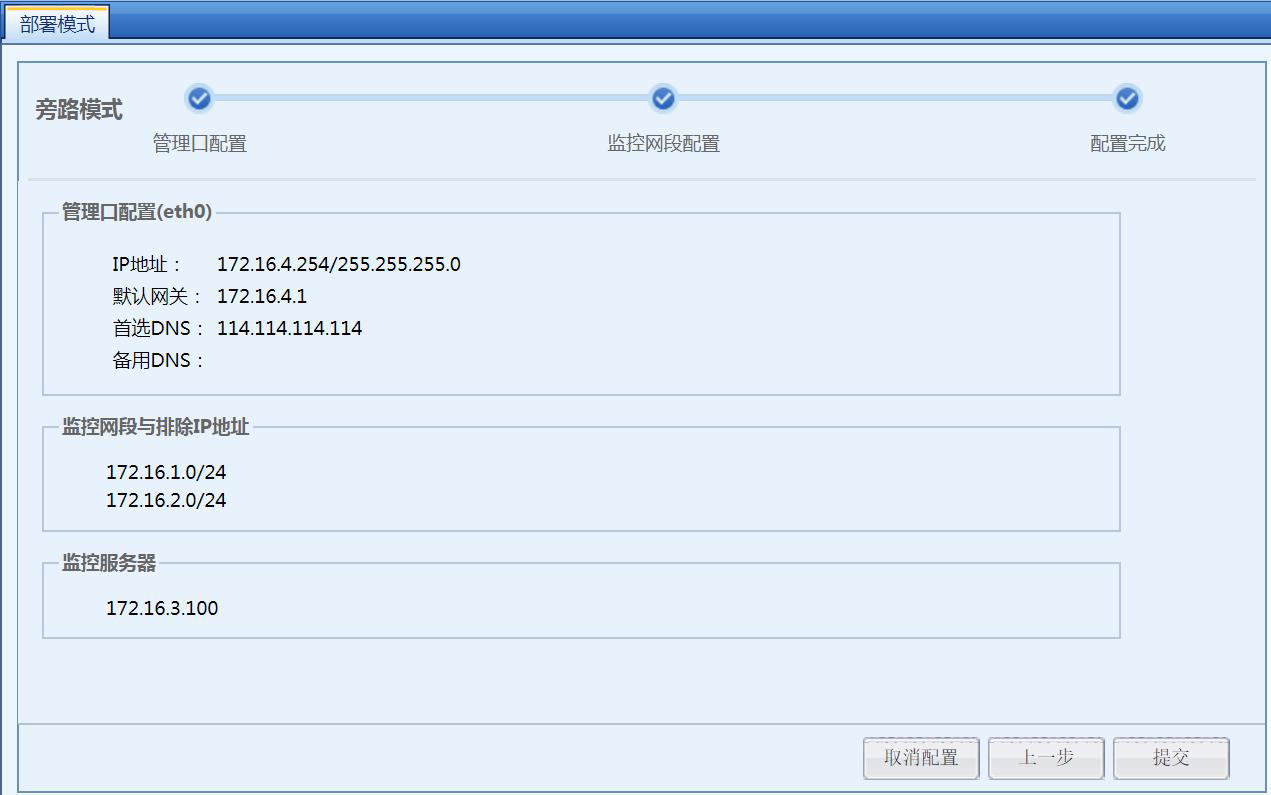 部署模式
旁路模式
管理口配置
监控网段配置
配置完成
管理口配置(eth0)
IP地址： 172.16.4.254/255.255.255.0
默认网关： 172.16.4.1
首选DNS： 114.114.114.114
备用DNS：
监控网段与排除IP地址
172.16.1.0/24
172.16.2.0/24
监控服务器
172.16.3.100
取消配置 上一步 提交